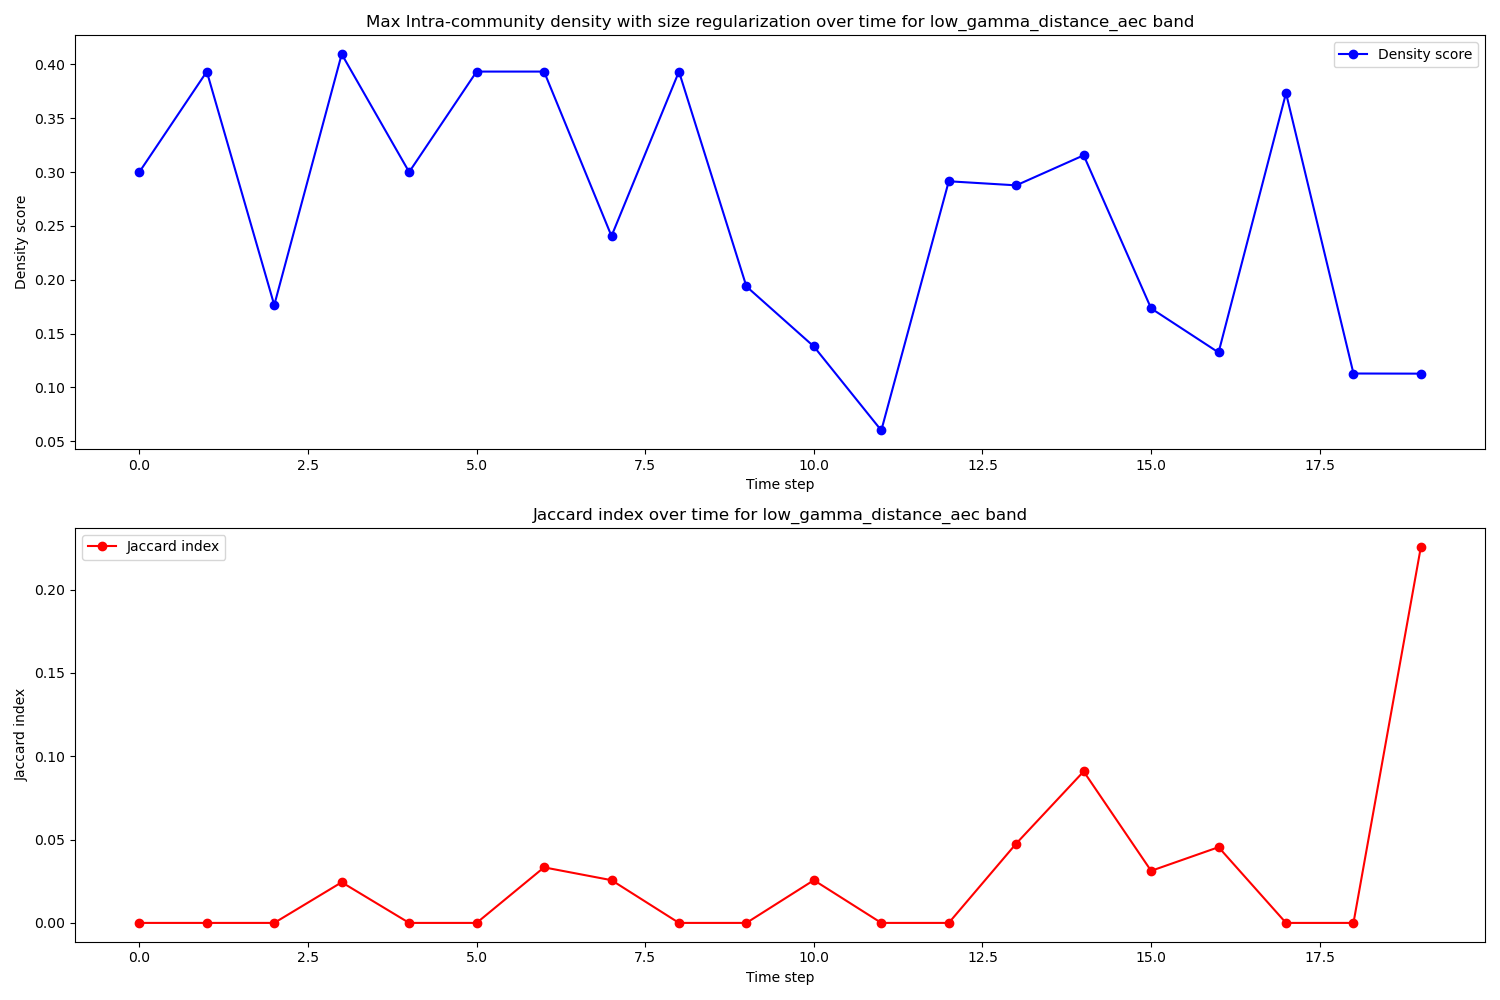 Max Intra-community density with size regularization over time for low_gamma_distance_aec band
Density score
0.40
0.35
0.30
0.25
0.20
0.15
0.10
0.05
Density score
0.0 2.5 5.0 7.5 10.0 12.5 15.0 17.5
Time step
Jaccard index over time for low_gamma_distance_aec band
Jaccard index
0.20
0.15
0.10
0.05
0.00
Jaccard index
0.0 2.5 5.0 7.5 10.0 12.5 15.0 17.5
Time step